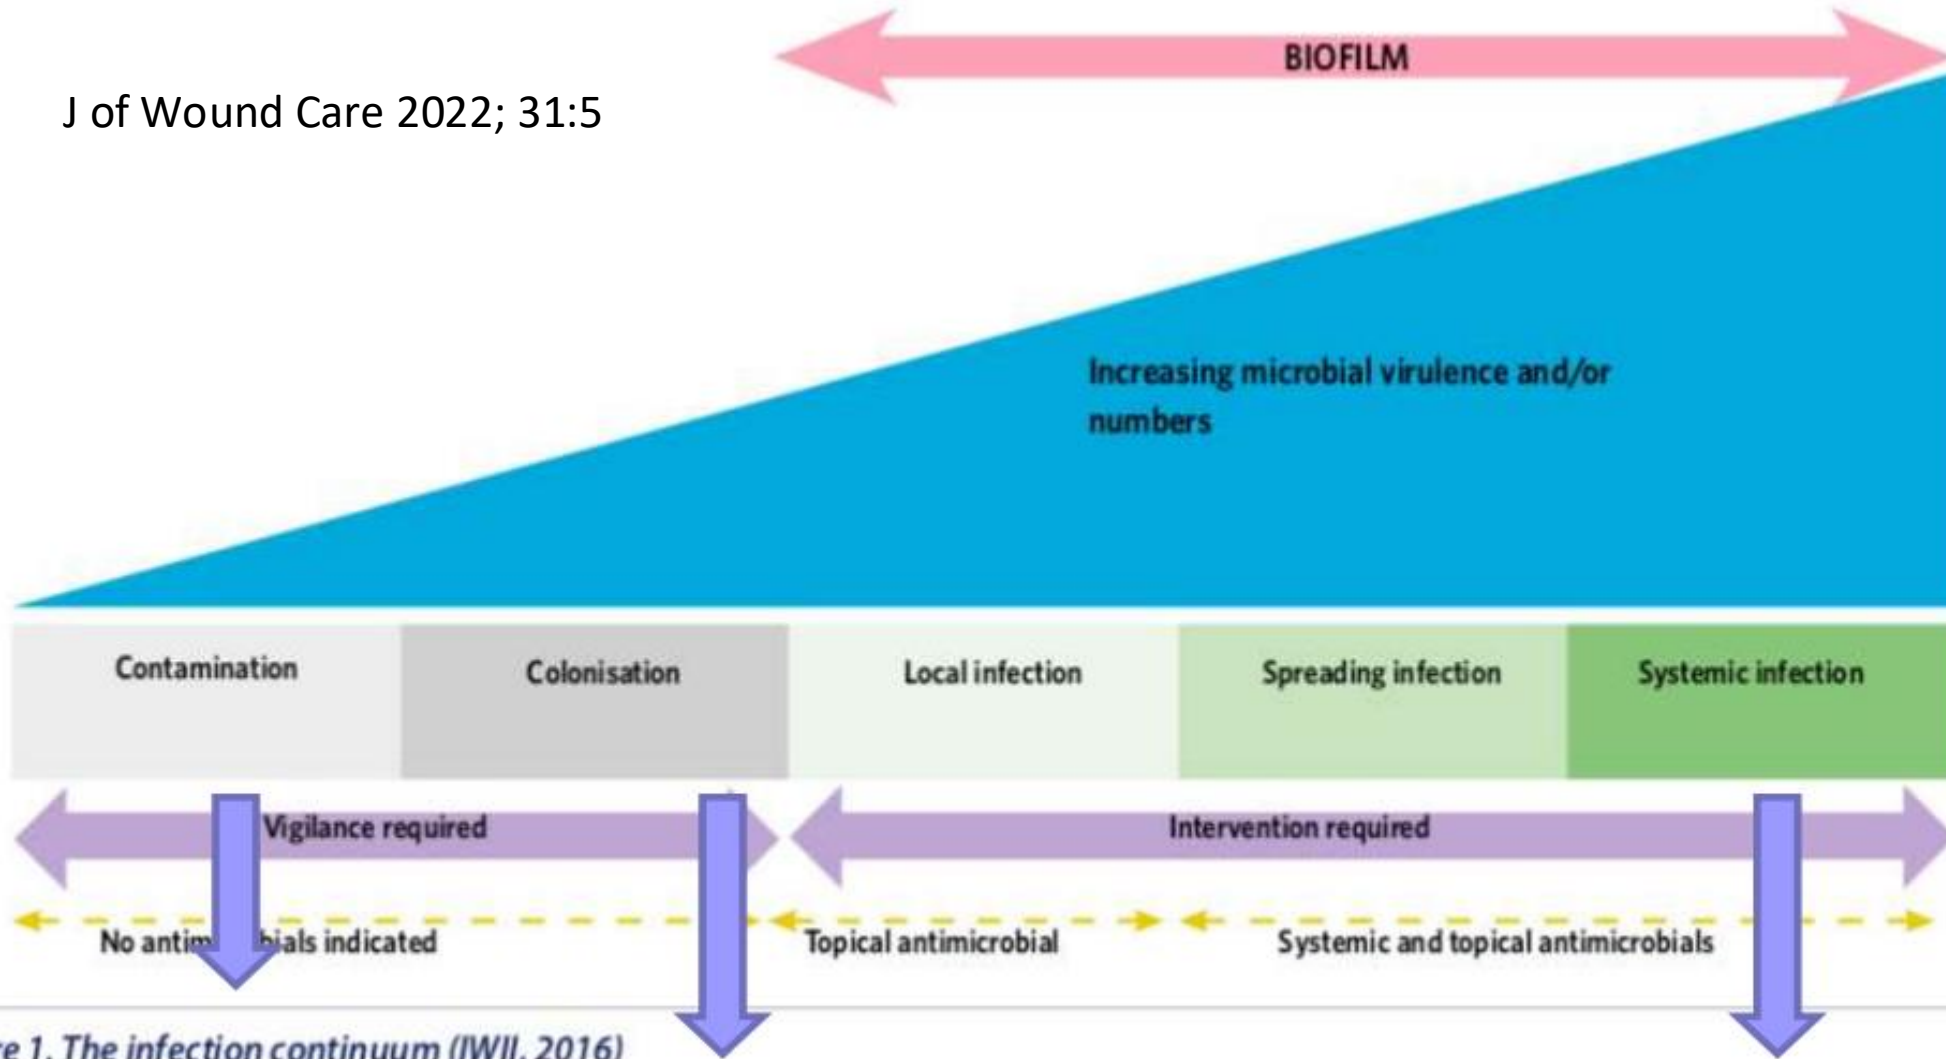 BIOFILM
J of Wound Care 2022; 31:5
Increasing microbial virulence and/or
numbers
Contamination
Colonisation
Local infection
Spreading infection
Systemic infection
Vigilance required
Intervention required
No indicated
Topical antimicrobial
Systemic and topical antimicrobials
1. The infection continuum (IWII, 2016)